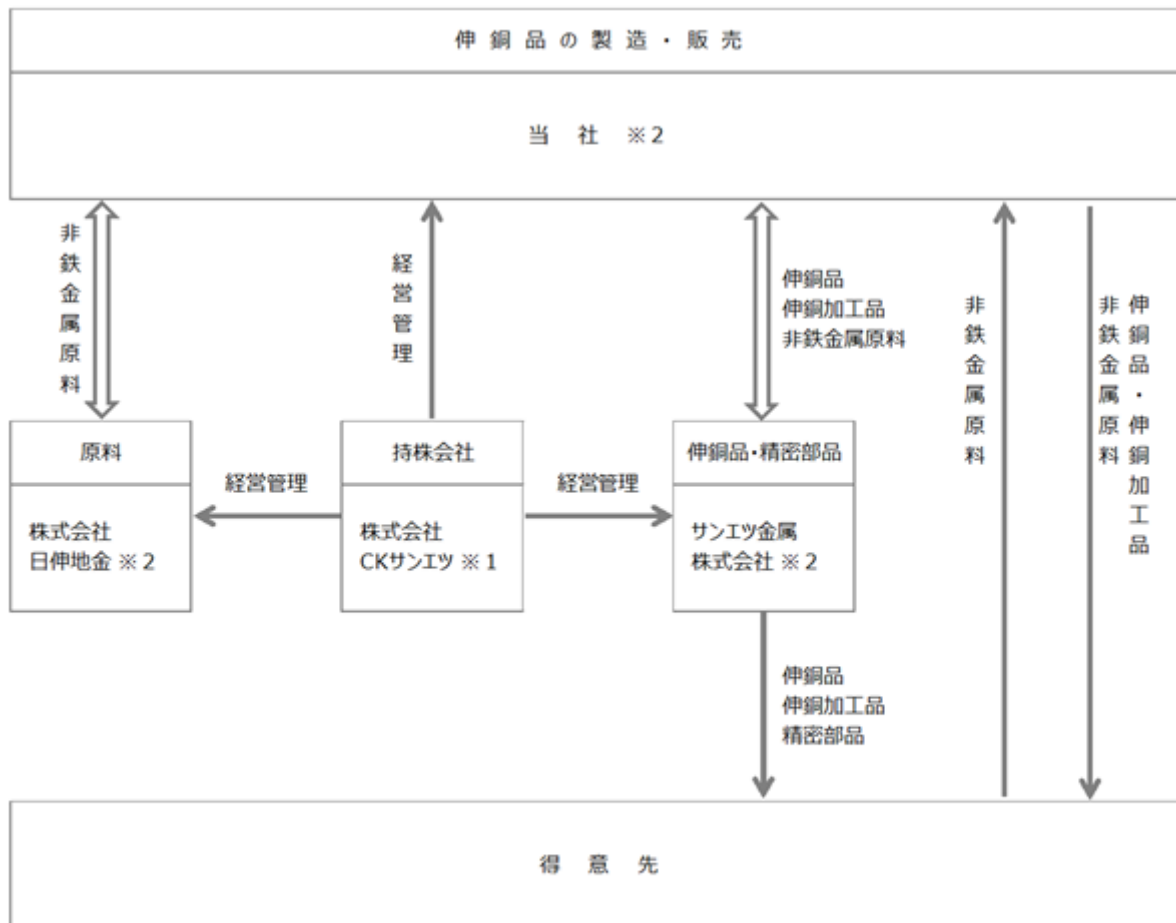 伸銅品の製造・販売
当社 ※2
非鉄金属原料
経営管理
伸銅品
伸銅加工品
非鉄金属原料
非鉄金属原料
伸銅品・伸銅加工品
非鉄金属原料
原料
株式会社
日伸地金 ※2
経営管理
持株会社
株式会社
CKサンエツ ※1
経営管理
伸銅品・精密部品
サンエツ金属
株式会社 ※2
伸銅品
伸銅加工品
精密部品
得意先